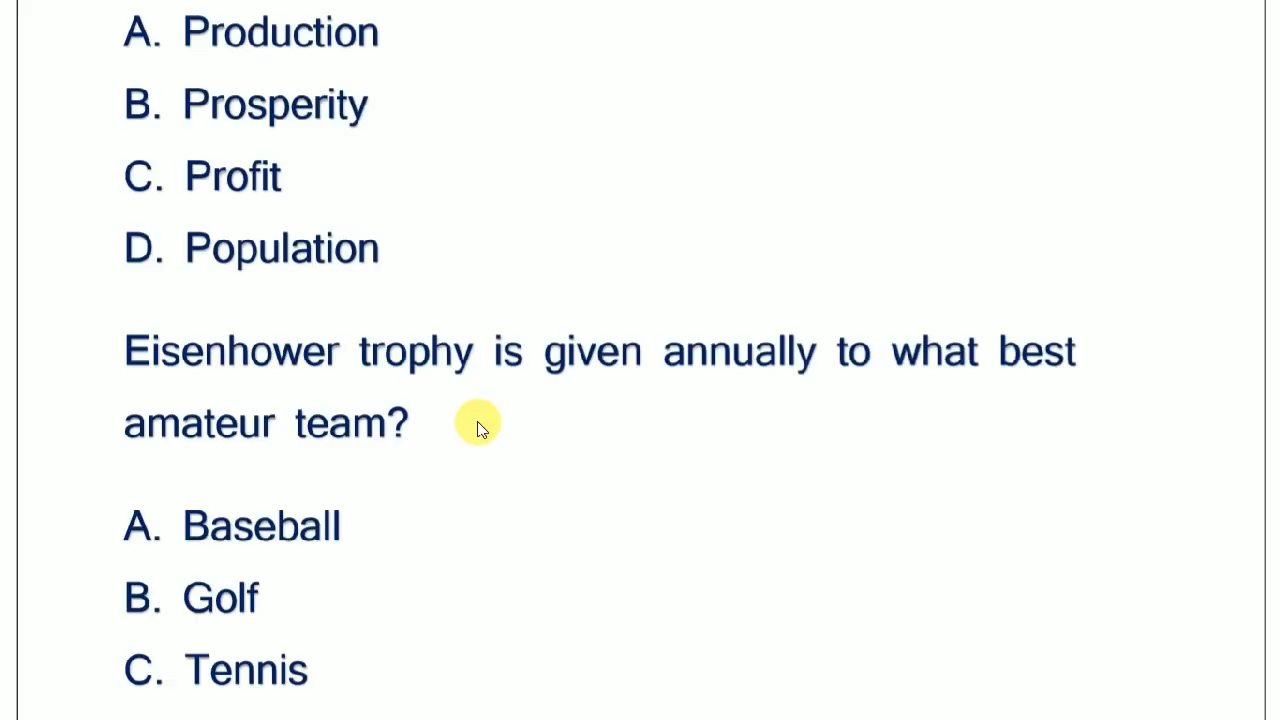 A. Production
B. Prosperity
C. Profit
D. Population
Eisenhower trophy is given annually to what best
amateur team?
A. Baseball
B. Golf
C. Tennis